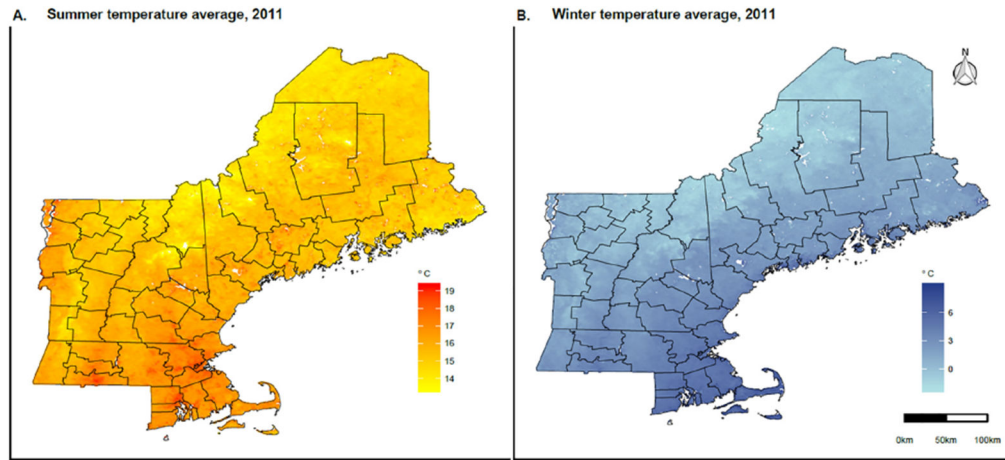 A. Summer temperature average, 2011
B. Winter temperature average, 2011
N
°C
19
18
17
16
15
14
°C
6
3
0
0km 50km 100km